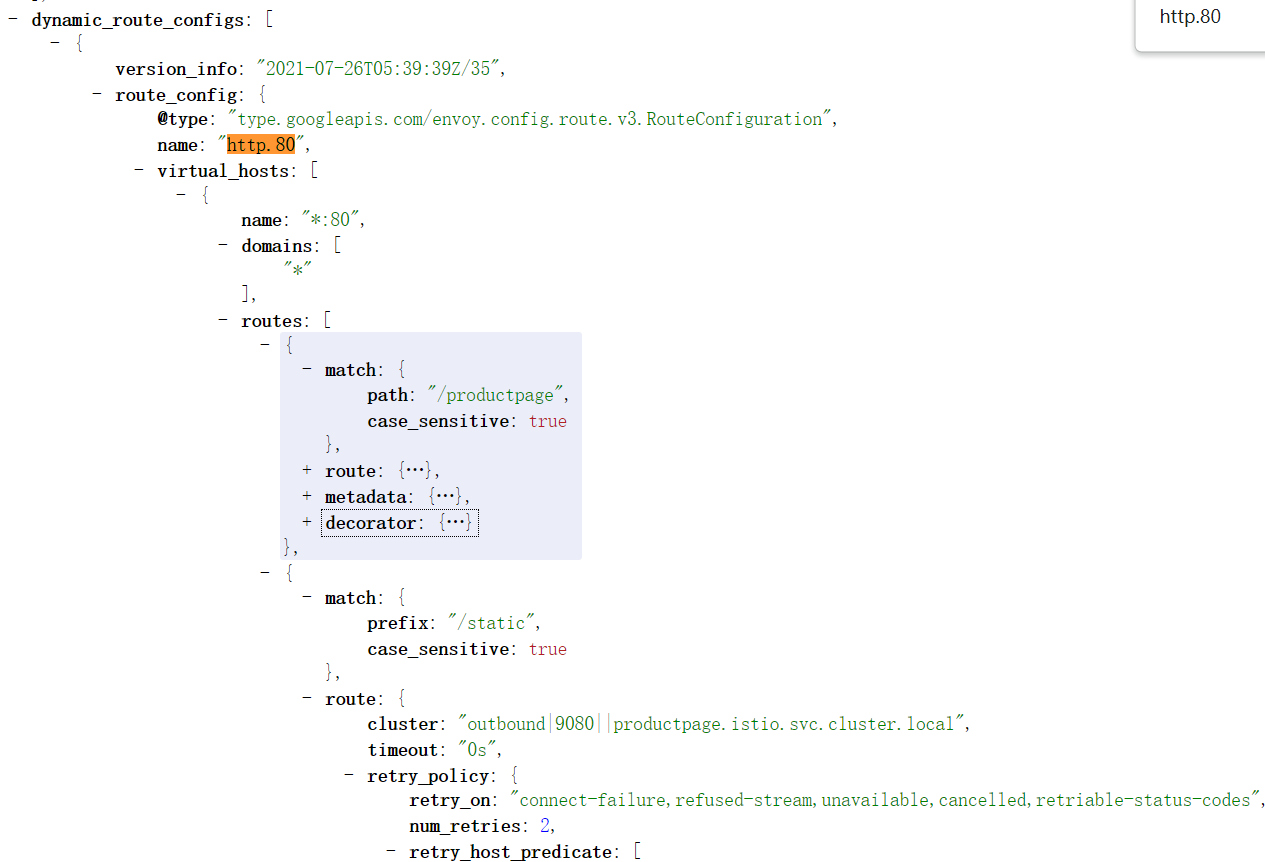 http.80
- dynamic_route_configs: [
- {
version_info: "2021-07-26T05:39:39Z/35",
- route_config: {
@type: "type.googleapis.com/envoy.config.route.v3.RouteConfiguration",
name: "http.80",
- virtual_hosts: [
- {
name: "*:80",
- domains: [
"*"
],
- routes: [
- {
- match: {
path: "/productpage",
case_sensitive: true
},
+ route: {…},
+ metadata: {…},
+ decorator: {…}
},
- {
- match: {
prefix: "/static",
case_sensitive: true
},
- route: {
cluster: "outbound|9080||productpage.istio.svc.cluster.local",
timeout: "0s",
- retry_policy: {
retry_on: "connect-failure,refused-stream,unavailable,cancelled,retriable-status-codes",
num_retries: 2,
- retry_host_predicate: [